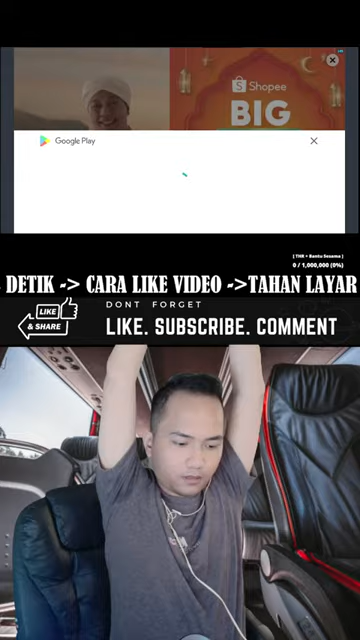 Shopee
BIG
Google Play
[ THR + Bantu Sesama ]
0 / 1,000,000 (0%)
DETIK -> CARA LIKE VIDEO ->TAHAN LAYAR
DONT FORGET
LIKE
& SHARE
LIKE. SUBSCRIBE. COMMENT